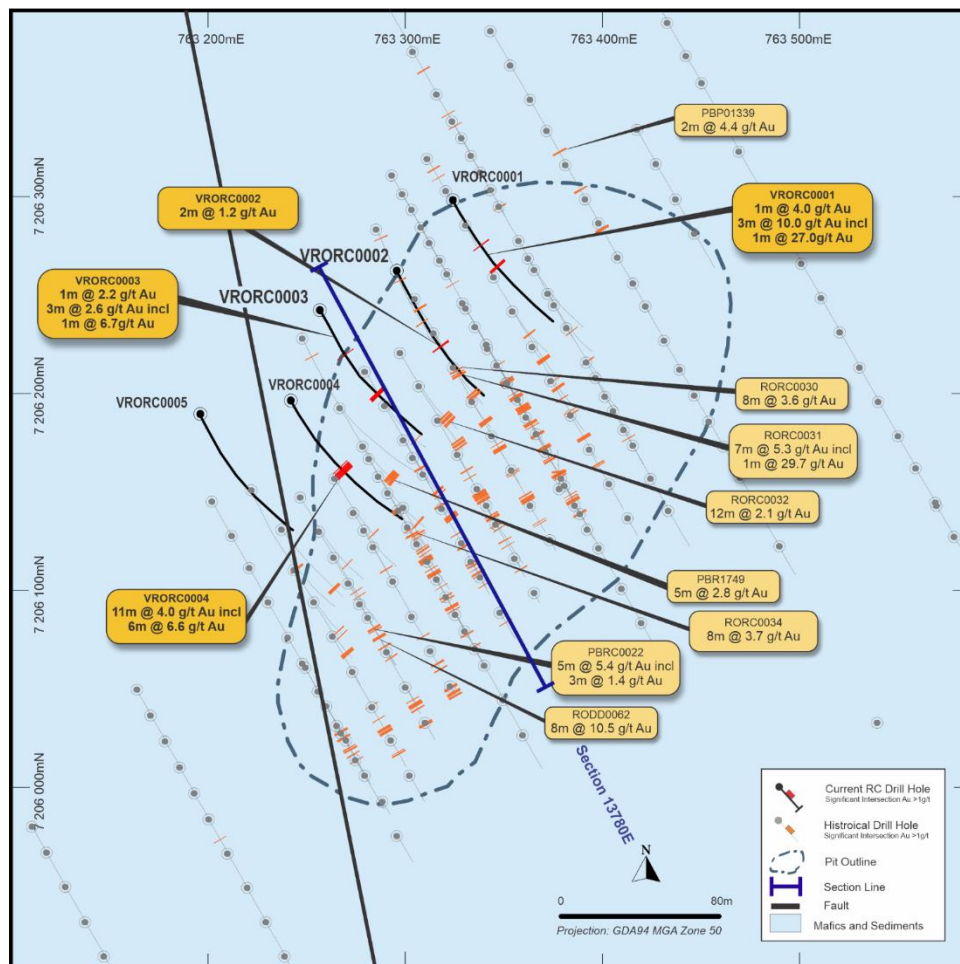 763 200mE
763 300mE
763 400mE
763 500mE
7 206 300mN
7 206 200mN
7 206 100mN
7 206 000mN
PBP01339
2m @ 4.4 g/t Au
VRORC0001
VRORC0002
2m @ 1.2 g/t Au
VRORC0001
1m @ 4.0 g/t Au
3m @ 10.0 g/t Au incl
1m @ 27.0g/t Au
VRORC0002
VRORC0003
1m @ 2.2 g/t Au
3m @ 2.6 g/t Au incl
1m @ 6.7g/t Au
VRORC0003
VRORC0004
VRORC0005
RORC0030
8m @ 3.6 g/t Au
RORC0031
7m @ 5.3 g/t Au incl
1m @ 29.7 g/t Au
RORC0032
12m @ 2.1 g/t Au
PBR1749
5m @ 2.8 g/t Au
VRORC0004
11m @ 4.0 g/t Au incl
6m @ 6.6 g/t Au
RORC0034
8m @ 3.7 g/t Au
PBRC0022
5m @ 5.4 g/t Au incl
3m @ 1.4 g/t Au
RODD0062
8m @ 10.5 g/t Au
Section 13780E
N
0
80m
Projection: GDA94 MGA Zone 50
Current RC Drill Hole
Significant Intersection Au >1g/t
Histroical Drill Hole
Significant Intersection Au >1g/t
Pit Outline
Section Line
Fault
Mafics and Sediments